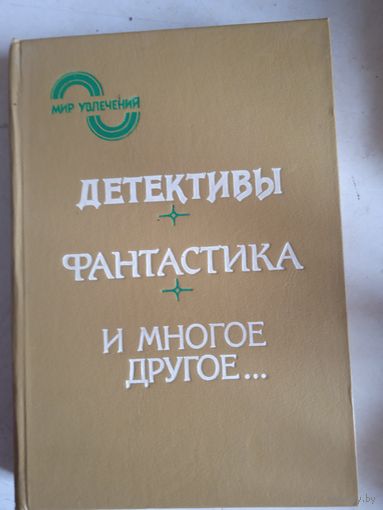 МИР УВЛЕЧЕНИЙ
ДЕТЕКТИВЫ
ФАНТАСТИКА
И МНОГОЕ
ДРУГОЕ...